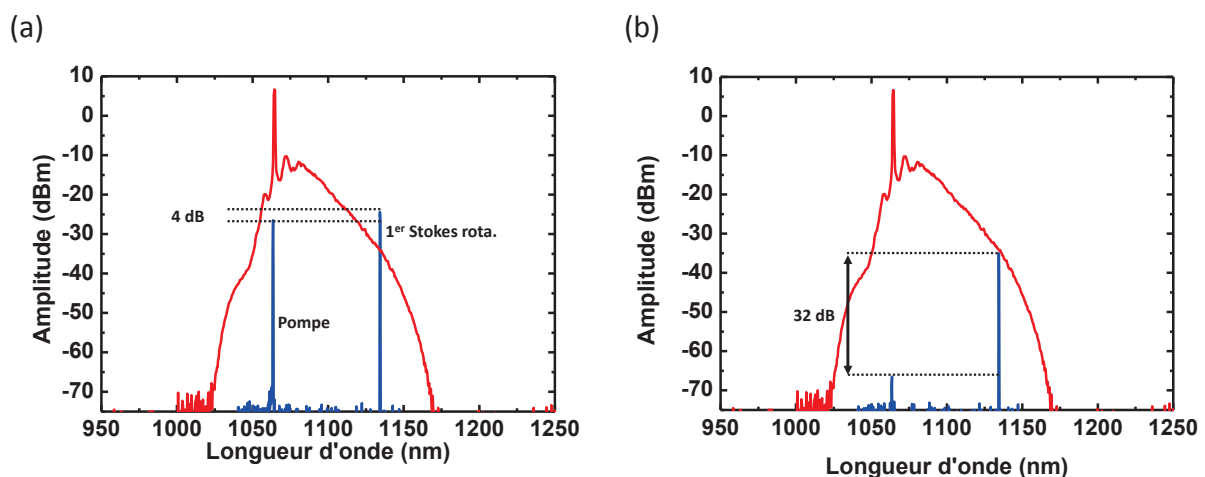 (a)
(b)
Amplitude (dBm)
10
0
-10
-20
-30
-40
-50
-60
-70
4 dB
1er Stokes rota.
Pompe
950 1000 1050 1100 1150 1200 1250
Longueur d'onde (nm)
Amplitude (dBm)
10
0
-10
-20
-30
-40
-50
-60
-70
32 dB
950 1000 1050 1100 1150 1200 1250
Longueur d'onde (nm)